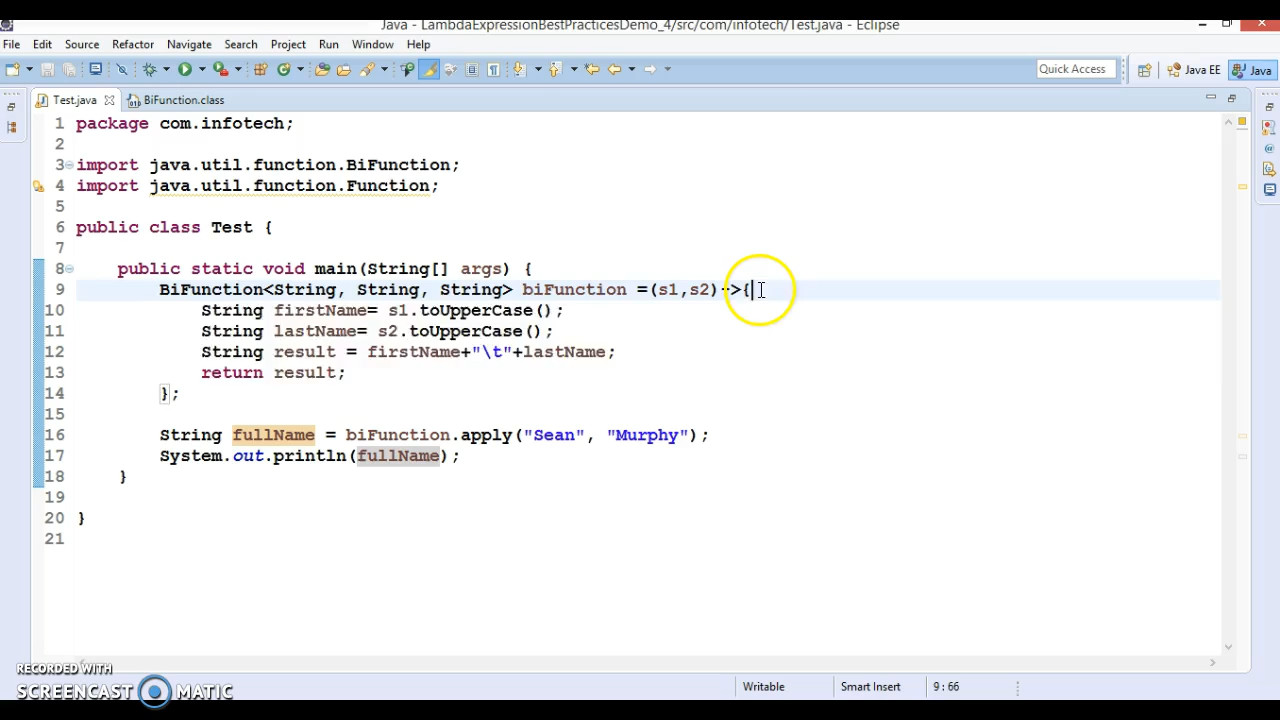 Java - LambdaExpressionBestPracticesDemo_4/src/com/infotech/Test.java - Eclipse
File Edit Source Refactor Navigate Search Project Run Window Help
Quick Access Java EE Java
Test.java BiFunction.class
1 package com.infotech;
2
3 import java.util.function.BiFunction;
4 import java.util.function.Function;
5
6 public class Test {
7
8 public static void main(String[] args) {
9 BiFunction<String, String, String> biFunction =(s1,s2)->{
10 String firstName= s1.toUpperCase();
11 String lastName= s2.toUpperCase();
12 String result = firstName+"\t"+lastName;
13 return result;
14 };
15
16 String fullName = biFunction.apply("Sean", "Murphy");
17 System.out.println(fullName);
18 }
19
20 }
21
RECORDED WITH
SCREENCAST MATIC
Writable Smart Insert 9 : 66